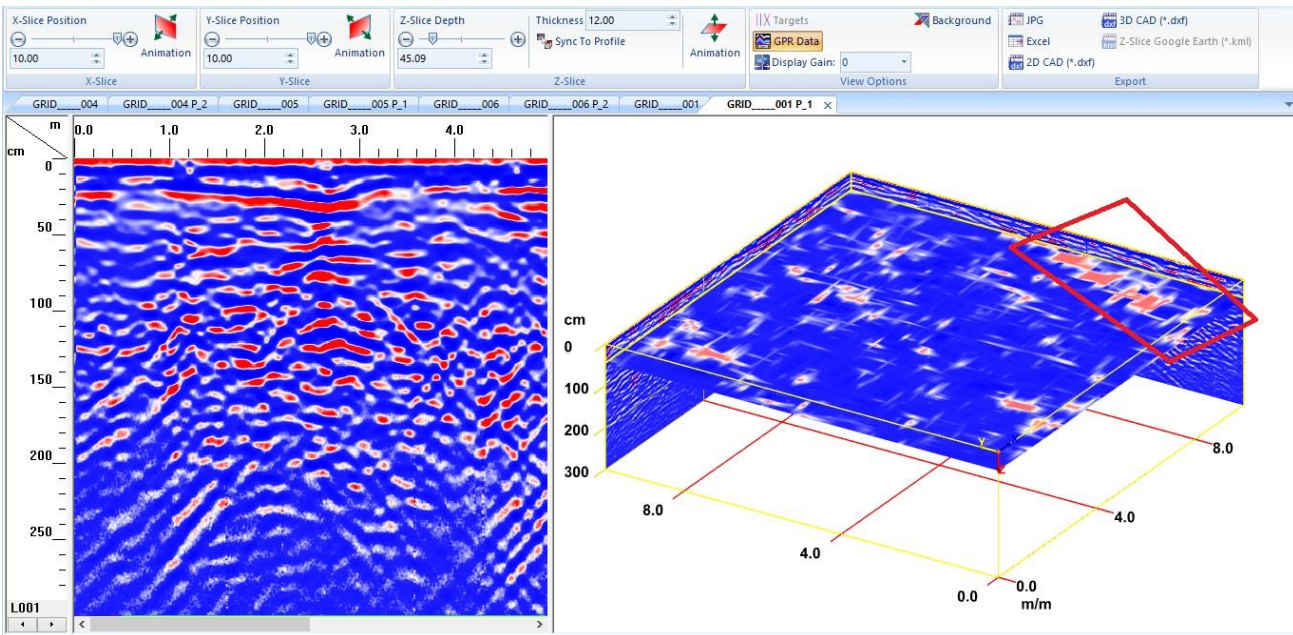 X-Slice Position
10.00
Animation
X-Slice
Y-Slice Position
10.00
Animation
Y-Slice
Z-Slice Depth
45.09
Thickness 12.00
Sync To Profile
Animation
Z-Slice
Targets
GPR Data
Display Gain: 0
Background
View Options
JPG
Excel
dxf 2D CAD (*.dxf)
dxf 3D CAD (*.dxf)
Z-Slice Google Earth (*.kml)
Export
GRID_____004
GRID_____004 P_2
GRID_____005
GRID_____005 P_1
GRID_____006
GRID_____006 P_2
GRID_____001
GRID_____001 P_1 ×
m
cm
0.0 1.0 2.0 3.0 4.0
0
50
100
150
200
250
L001
cm
0
100
200
300
8.0
4.0
0.0
0.0
m/m
4.0
8.0
Y